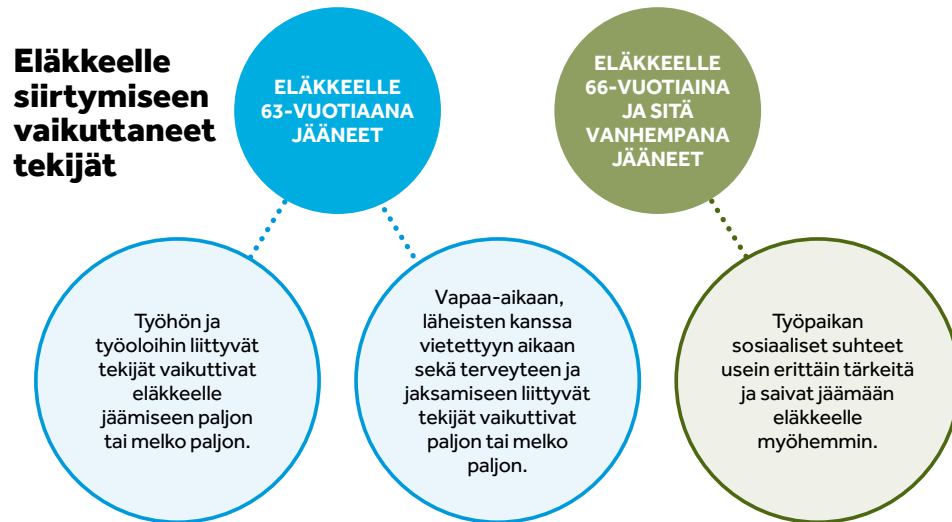 Eläkkeelle
siirtymiseen
vaikuttaneet
tekijät
ELÄKKEELLE
63-VUOTIAANA
JÄÄNEET
ELÄKKEELLE
66-VUOTIAINA
JA SITÄ
VANHEMPANA
JÄÄNEET
Työhön ja
työoloihin liittyvät
tekijät vaikuttivat
eläkkeelle
jäämiseen paljon
tai melko paljon.
Vapaa-aikaan,
läheisten kanssa
vietettyyn aikaan
sekä terveyteen ja
jaksamiseen liittyvät
tekijät vaikuttivat
paljon tai melko
paljon.
Työpaikan
sosiaaliset suhteet
usein erittäin tärkeitä
ja saivat jäämään
eläkkeelle
myöhemmin.